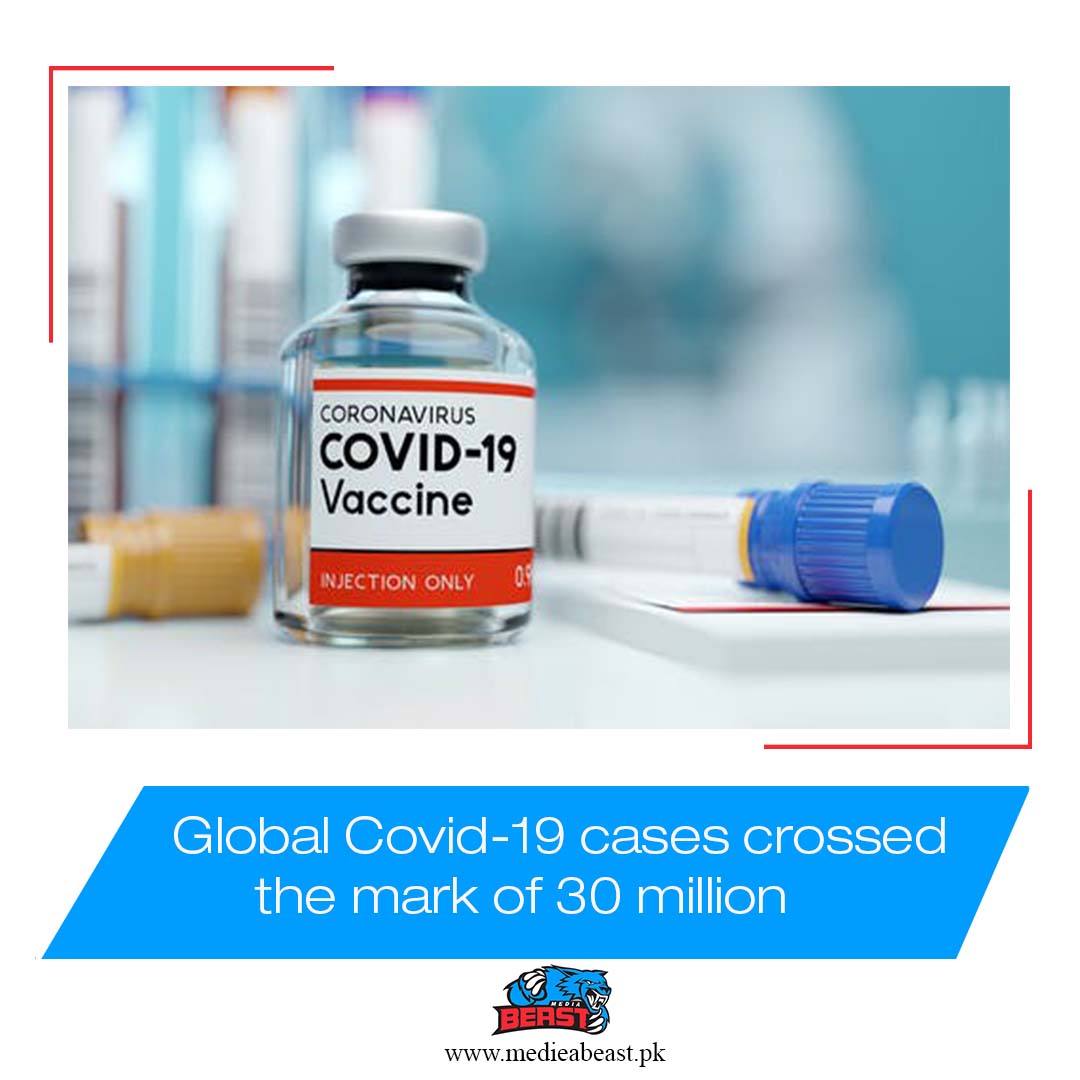 CORONAVIRUS
COVID-19
Vaccine
INJECTION ONLY 0.9
Global Covid-19 cases crossed
the mark of 30 million
MEDIA
BEAST
www.medieabeast.pk